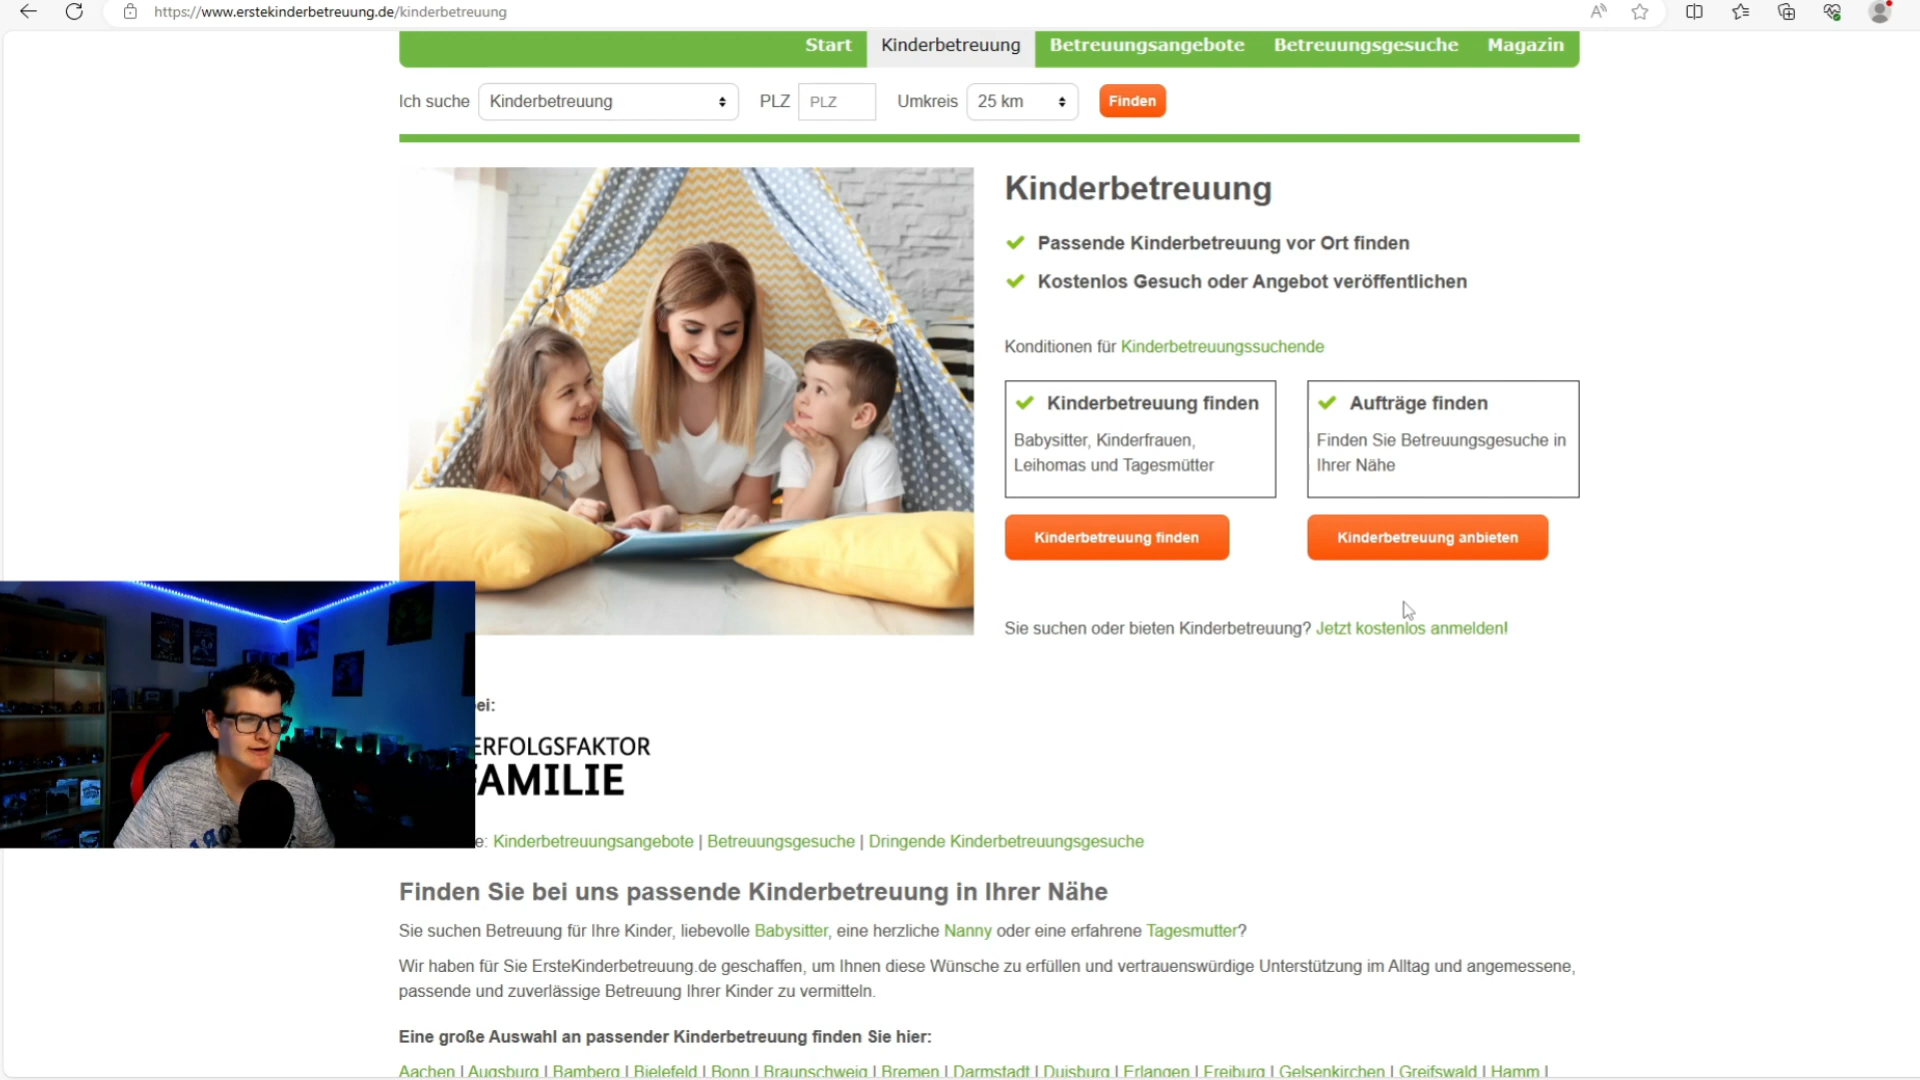 https://www.erstekinderbetreuung.de/kinderbetreuung
Start Kinderbetreuung Betreuungsangebote Betreuungsgesuche Magazin
Ich suche Kinderbetreuung PLZ PLZ Umkreis 25 km Finden
Kinderbetreuung
Passende Kinderbetreuung vor Ort finden
Kostenlos Gesuch oder Angebot veröffentlichen
Konditionen für Kinderbetreuungssuchende
Kinderbetreuung finden
Babysitter, Kinderfrauen,
Leihomas und Tagesmütter
Kinderbetreuung finden
Aufträge finden
Finden Sie Betreuungsgesuche in
Ihrer Nähe
Kinderbetreuung anbieten
Sie suchen oder bieten Kinderbetreuung? Jetzt kostenlos anmelden!
ei:
ERFOLGSFAKTOR
FAMILIE
e: Kinderbetreuungsangebote | Betreuungsgesuche | Dringende Kinderbetreuungsgesuche
Finden Sie bei uns passende Kinderbetreuung in Ihrer Nähe
Sie suchen Betreuung für Ihre Kinder, liebevolle Babysitter, eine herzliche Nanny oder eine erfahrene Tagesmutter?
Wir haben für Sie ErsteKinderbetreuung.de geschaffen, um Ihnen diese Wünsche zu erfüllen und vertrauenswürdige Unterstützung im Alltag und angemessene,
passende und zuverlässige Betreuung Ihrer Kinder zu vermitteln.
Eine große Auswahl an passender Kinderbetreuung finden Sie hier:
Aachen | Augsburg | Bamberg | Bielefeld | Bonn | Braunschweig | Bremen | Darmstadt | Duisburg | Erlangen | Freiburg | Gelsenkirchen | Greifswald | Hamm |